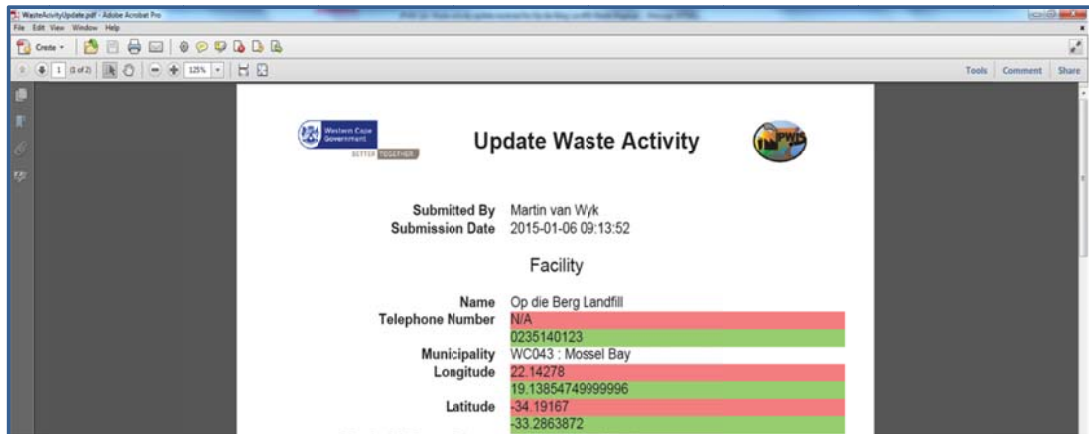 WasteAcivityUpdate.pdf - Adobe Acrobat Pro
File Edit View Window Help
Create
1 (1 of 2) 125% Tools Comment Share
Western Cape
Government
BETTER TOGETHER
Update Waste Activity
IPWIS
Submitted By Martin van Wyk
Submission Date 2015-01-06 09:13:52
Facility
Name Op die Berg Landfill
Telephone Number N/A
0235140123
Municipality WC043 : Mossel Bay
Longitude 22.14278
19.13854749999996
Latitude -34.19167
-33.2863872